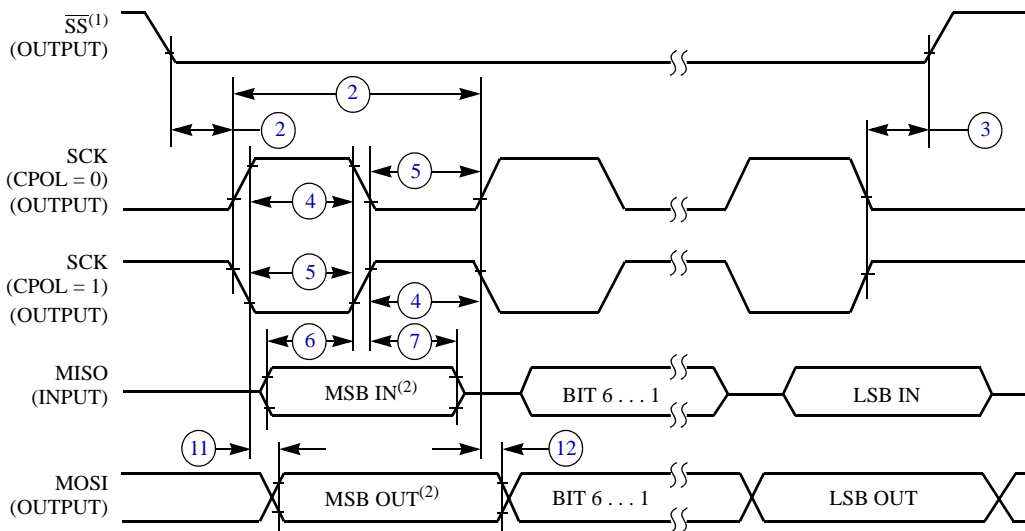 SS(1)
(OUTPUT)
2
2
3
SCK
(CPOL = 0)
(OUTPUT)
5
4
SCK
(CPOL = 1)
(OUTPUT)
5
4
6
7
MISO
(INPUT)
MSB IN(2)
BIT 6 . . . 1
LSB IN
11
12
MOSI
(OUTPUT)
MSB OUT(2)
BIT 6 . . . 1
LSB OUT